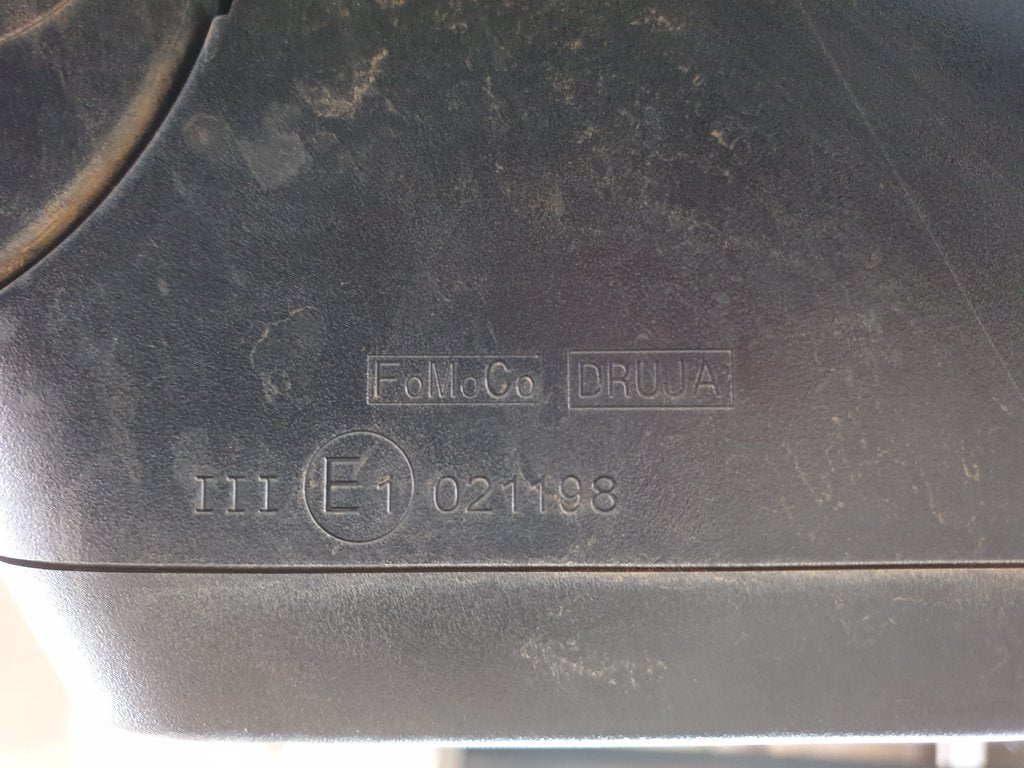 FoMoCo DRUJA
III E1 021198